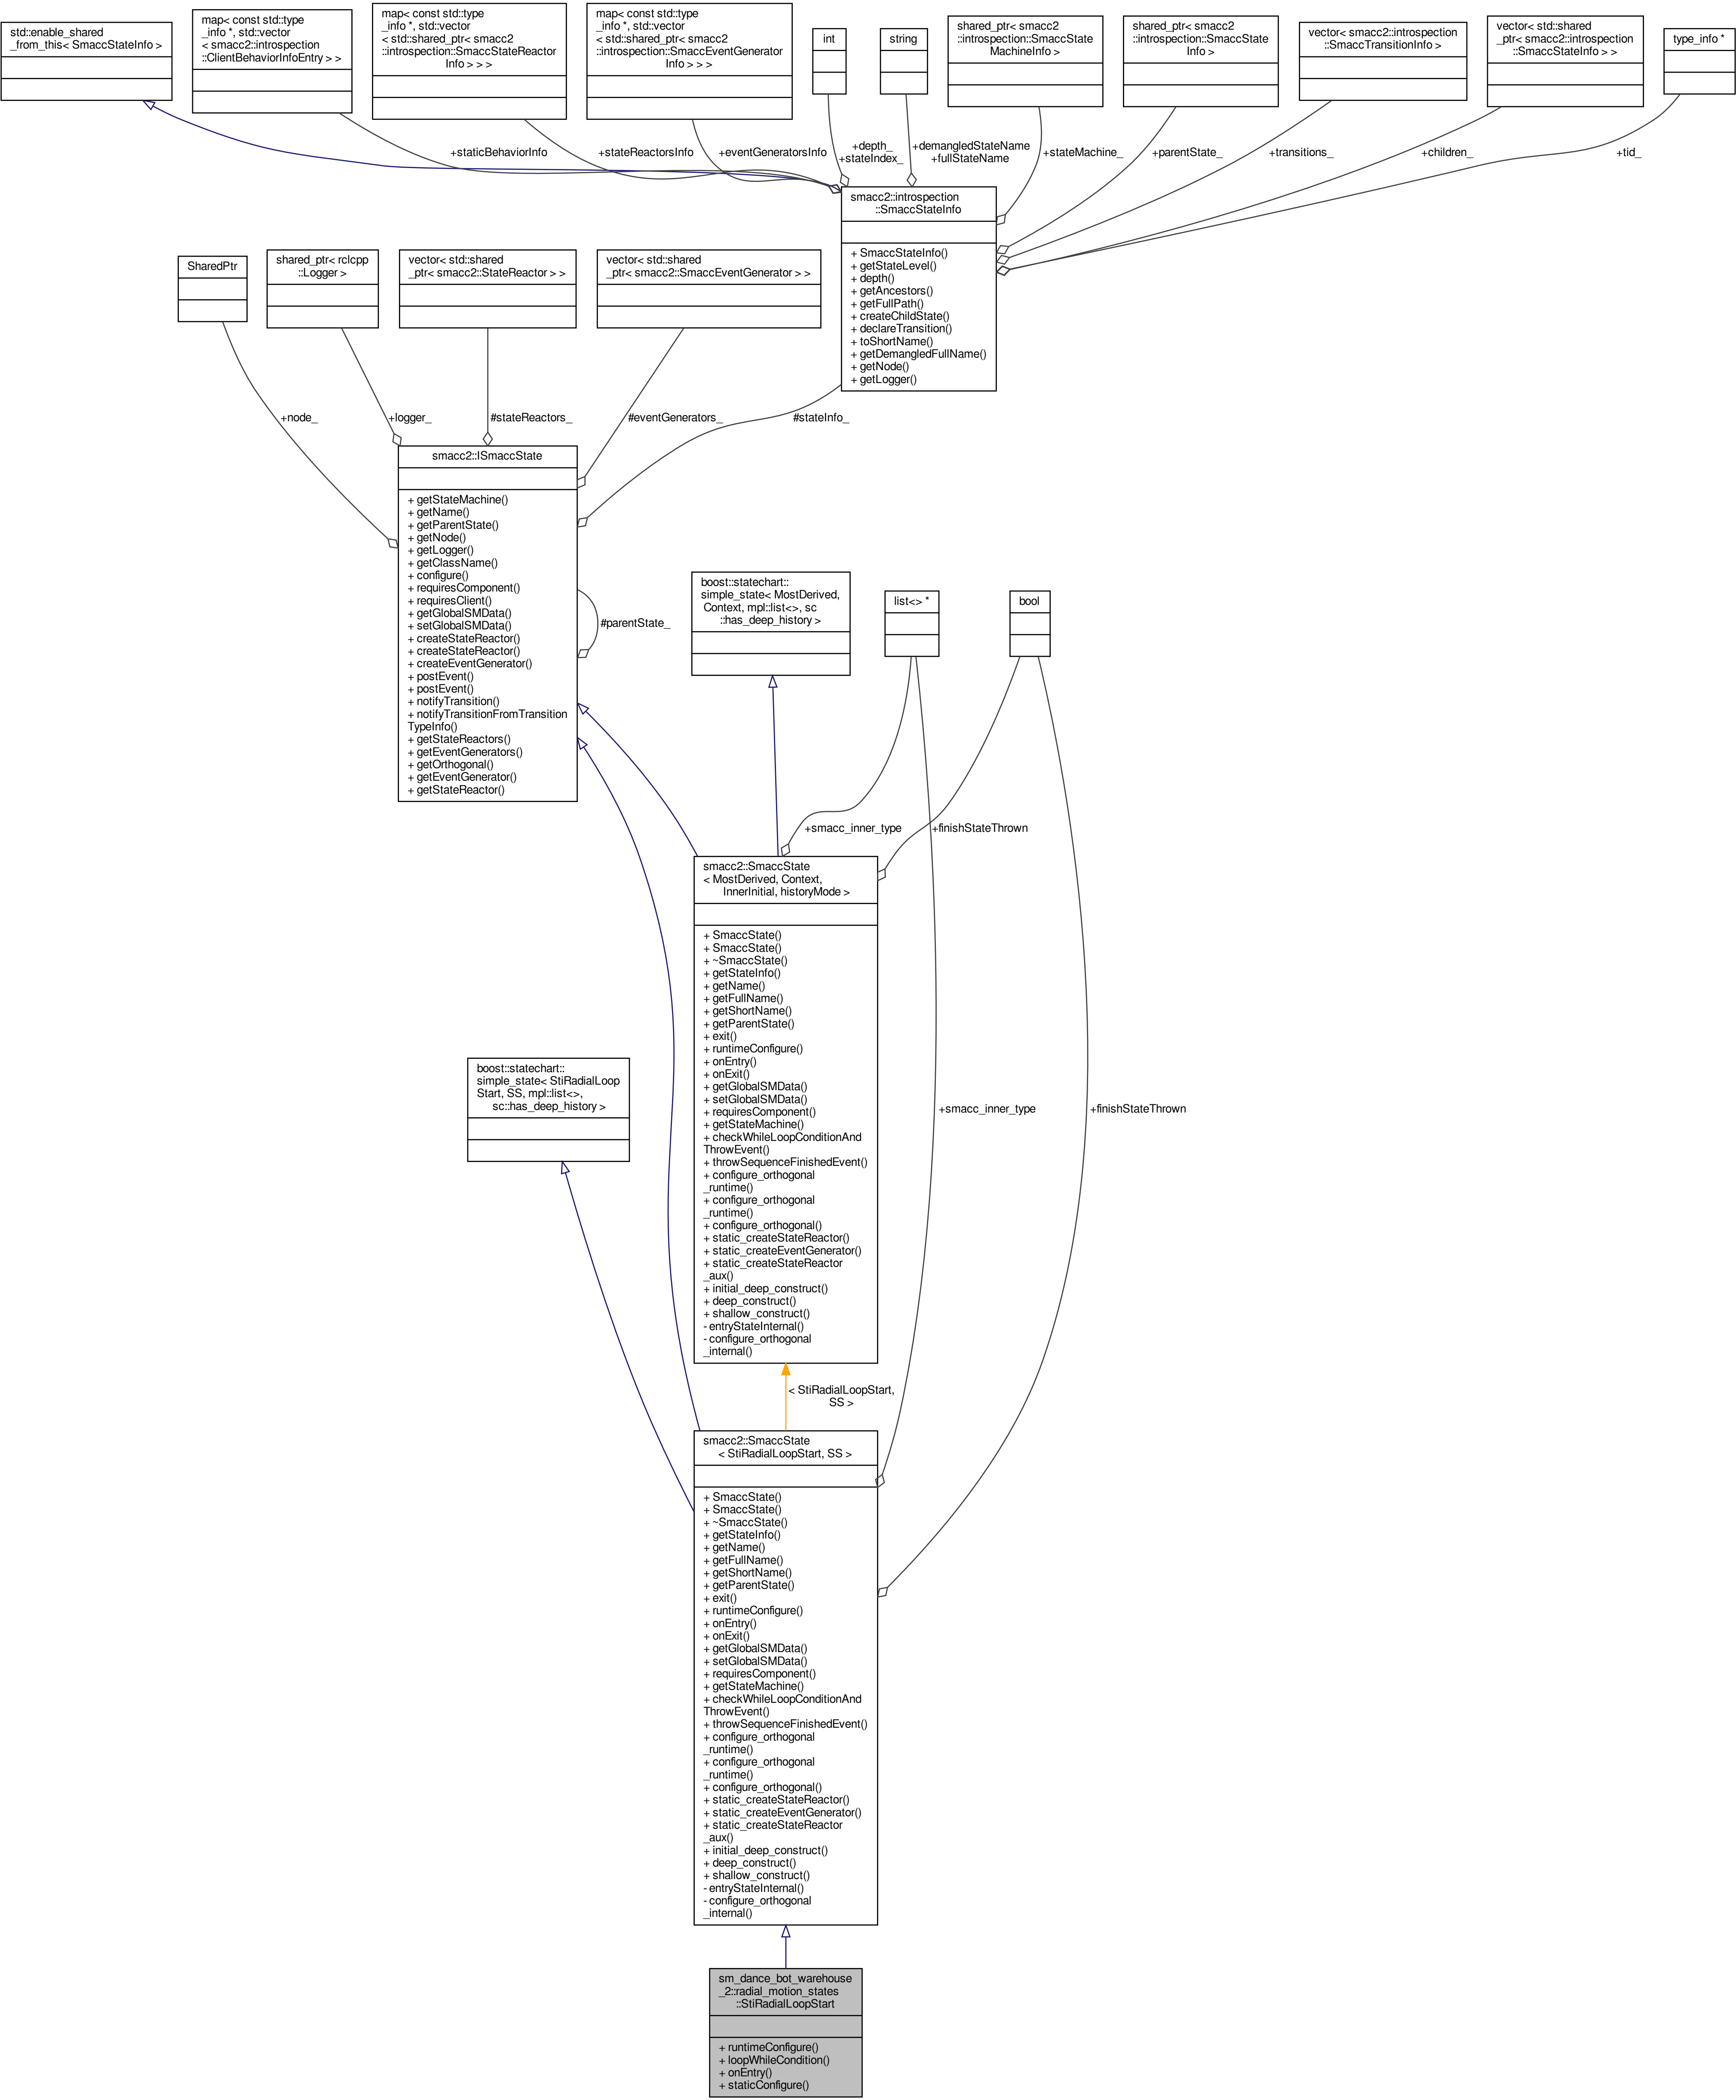 std::enable_shared
_from_this< SmaccStateInfo >
map< const std::type
_info *, std::vector
< smacc2::introspection
::ClientBehaviorInfoEntry > >
map< const std::type
_info *, std::vector
< std::shared_ptr< smacc2
::introspection::SmaccStateReactor
Info > > >
map< const std::type
_info *, std::vector
< std::shared_ptr< smacc2
::introspection::SmaccEventGenerator
Info > > >
int
string
shared_ptr< smacc2
::introspection::SmaccState
MachineInfo >
shared_ptr< smacc2
::introspection::SmaccState
Info >
vector< smacc2::introspection
::SmaccTransitionInfo >
vector< std::shared
_ptr< smacc2::introspection
::SmaccStateInfo > >
type_info *
+staticBehaviorInfo
+stateReactorsInfo
+eventGeneratorsInfo
+depth_
+stateIndex_
+demangledStateName
+fullStateName
+stateMachine_
+parentState_
+transitions_
+children_
+tid_
smacc2::introspection
::SmaccStateInfo
+ SmaccStateInfo()
+ getStateLevel()
+ depth()
+ getAncestors()
+ getFullPath()
+ createChildState()
+ declareTransition()
+ toShortName()
+ getDemangledFullName()
+ getNode()
+ getLogger()
SharedPtr
shared_ptr< rclcpp
::Logger >
vector< std::shared
_ptr< smacc2::StateReactor > >
vector< std::shared
_ptr< smacc2::SmaccEventGenerator > >
+node_
+logger_
#stateReactors_
#eventGenerators_
#stateInfo_
smacc2::ISmaccState
+ getStateMachine()
+ getName()
+ getParentState()
+ getNode()
+ getLogger()
+ getClassName()
+ configure()
+ requiresComponent()
+ requiresClient()
+ getGlobalSMData()
+ setGlobalSMData()
+ createStateReactor()
+ createStateReactor()
+ createEventGenerator()
+ postEvent()
+ postEvent()
+ notifyTransition()
+ notifyTransitionFromTransition
TypeInfo()
+ getStateReactors()
+ getEventGenerators()
+ getOrthogonal()
+ getEventGenerator()
+ getStateReactor()
#parentState_
boost::statechart::
simple_state< MostDerived,
Context, mpl::list<>, sc
::has_deep_history >
list<> *
bool
+smacc_inner_type
+finishStateThrown
smacc2::SmaccState
< MostDerived, Context,
InnerInitial, historyMode >
+ SmaccState()
+ SmaccState()
+ ~SmaccState()
+ getStateInfo()
+ getName()
+ getFullName()
+ getShortName()
+ getParentState()
+ exit()
+ runtimeConfigure()
+ onEntry()
+ onExit()
+ getGlobalSMData()
+ setGlobalSMData()
+ requiresComponent()
+ getStateMachine()
+ checkWhileLoopConditionAnd
ThrowEvent()
+ throwSequenceFinishedEvent()
+ configure_orthogonal
_runtime()
+ configure_orthogonal
_runtime()
+ configure_orthogonal()
+ static_createStateReactor()
+ static_createEventGenerator()
+ static_createStateReactor
_aux()
+ initial_deep_construct()
+ deep_construct()
+ shallow_construct()
- entryStateInternal()
- configure_orthogonal
_internal()
boost::statechart::
simple_state< StiRadialLoop
Start, SS, mpl::list<>,
sc::has_deep_history >
+smacc_inner_type
+finishStateThrown
< StiRadialLoopStart,
SS >
smacc2::SmaccState
< StiRadialLoopStart, SS >
+ SmaccState()
+ SmaccState()
+ ~SmaccState()
+ getStateInfo()
+ getName()
+ getFullName()
+ getShortName()
+ getParentState()
+ exit()
+ runtimeConfigure()
+ onEntry()
+ onExit()
+ getGlobalSMData()
+ setGlobalSMData()
+ requiresComponent()
+ getStateMachine()
+ checkWhileLoopConditionAnd
ThrowEvent()
+ throwSequenceFinishedEvent()
+ configure_orthogonal
_runtime()
+ configure_orthogonal
_runtime()
+ configure_orthogonal()
+ static_createStateReactor()
+ static_createEventGenerator()
+ static_createStateReactor
_aux()
+ initial_deep_construct()
+ deep_construct()
+ shallow_construct()
- entryStateInternal()
- configure_orthogonal
_internal()
sm_dance_bot_warehouse
_2::radial_motion_states
::StiRadialLoopStart
+ runtimeConfigure()
+ loopWhileCondition()
+ onEntry()
+ staticConfigure()